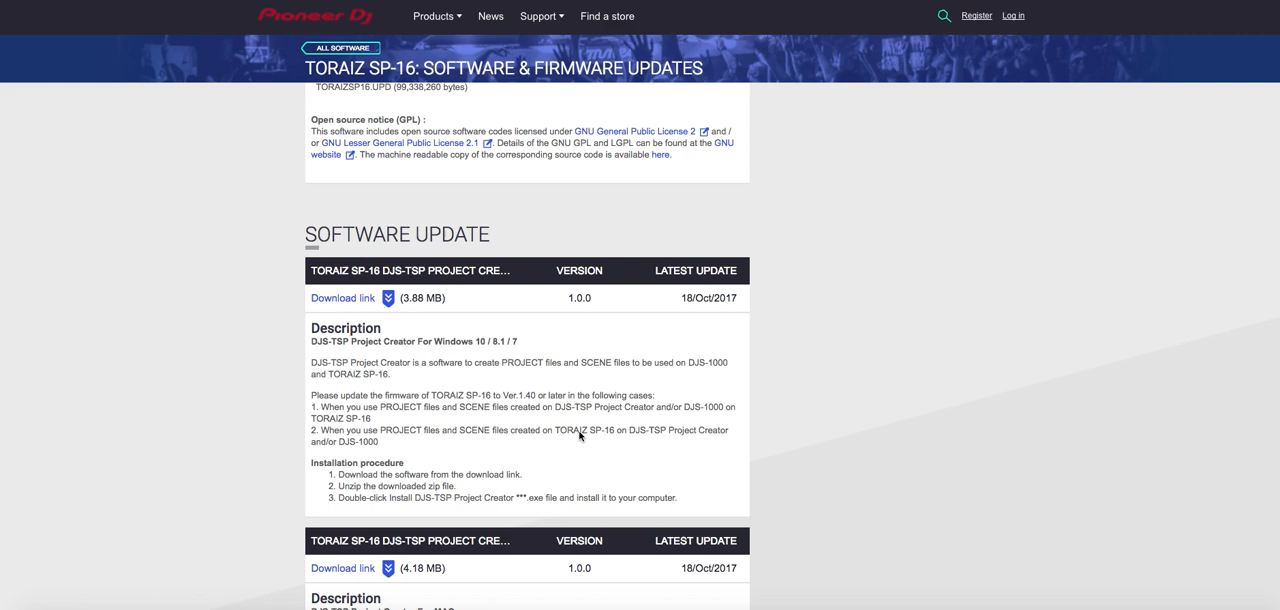 Pioneer Dj
Products News Support Find a store Register Log in
ALL SOFTWARE
TORAIZ SP-16: SOFTWARE & FIRMWARE UPDATES
TORAIZSP16.UPD (99,338,260 bytes)
Open source notice (GPL) :
This software includes open source software codes licensed under GNU General Public License 2 and /
or GNU Lesser General Public License 2.1 . Details of the GNU GPL and LGPL can be found at the GNU
website . The machine readable copy of the corresponding source code is available here.
SOFTWARE UPDATE
TORAIZ SP-16 DJS-TSP PROJECT CRE... VERSION LATEST UPDATE
Download link (3.88 MB) 1.0.0 18/Oct/2017
Description
DJS-TSP Project Creator For Windows 10 / 8.1 / 7
DJS-TSP Project Creator is a software to create PROJECT files and SCENE files to be used on DJS-1000
and TORAIZ SP-16.
Please update the firmware of TORAIZ SP-16 to Ver.1.40 or later in the following cases:
1. When you use PROJECT files and SCENE files created on DJS-TSP Project Creator and/or DJS-1000 on
TORAIZ SP-16
2. When you use PROJECT files and SCENE files created on TORAIZ SP-16 on DJS-TSP Project Creator
and/or DJS-1000
Installation procedure
1. Download the software from the download link.
2. Unzip the downloaded zip file.
3. Double-click Install DJS-TSP Project Creator ***.exe file and install it to your computer.
TORAIZ SP-16 DJS-TSP PROJECT CRE... VERSION LATEST UPDATE
Download link (4.18 MB) 1.0.0 18/Oct/2017
Description
DJS-TSP Project Creator For MAC